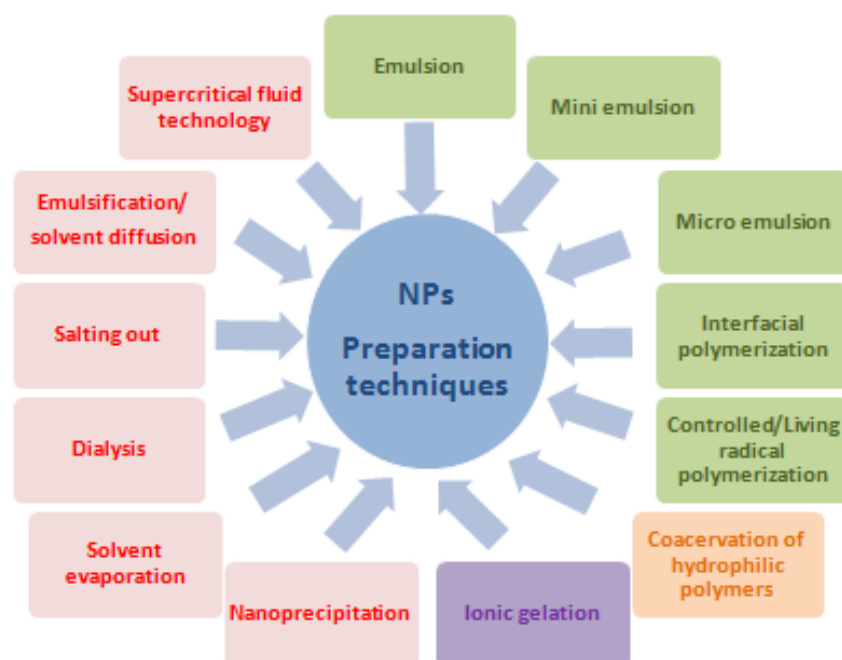 Emulsion
Mini emulsion
Micro emulsion
Interfacial
polymerization
Controlled/Living
radical
polymerization
Coacervation of
hydrophilic
polymers
Ionic gelation
Nanoprecipitation
Solvent
evaporation
Dialysis
Salting out
Emulsification/
solvent diffusion
Supercritical fluid
technology
NPs
Preparation
techniques